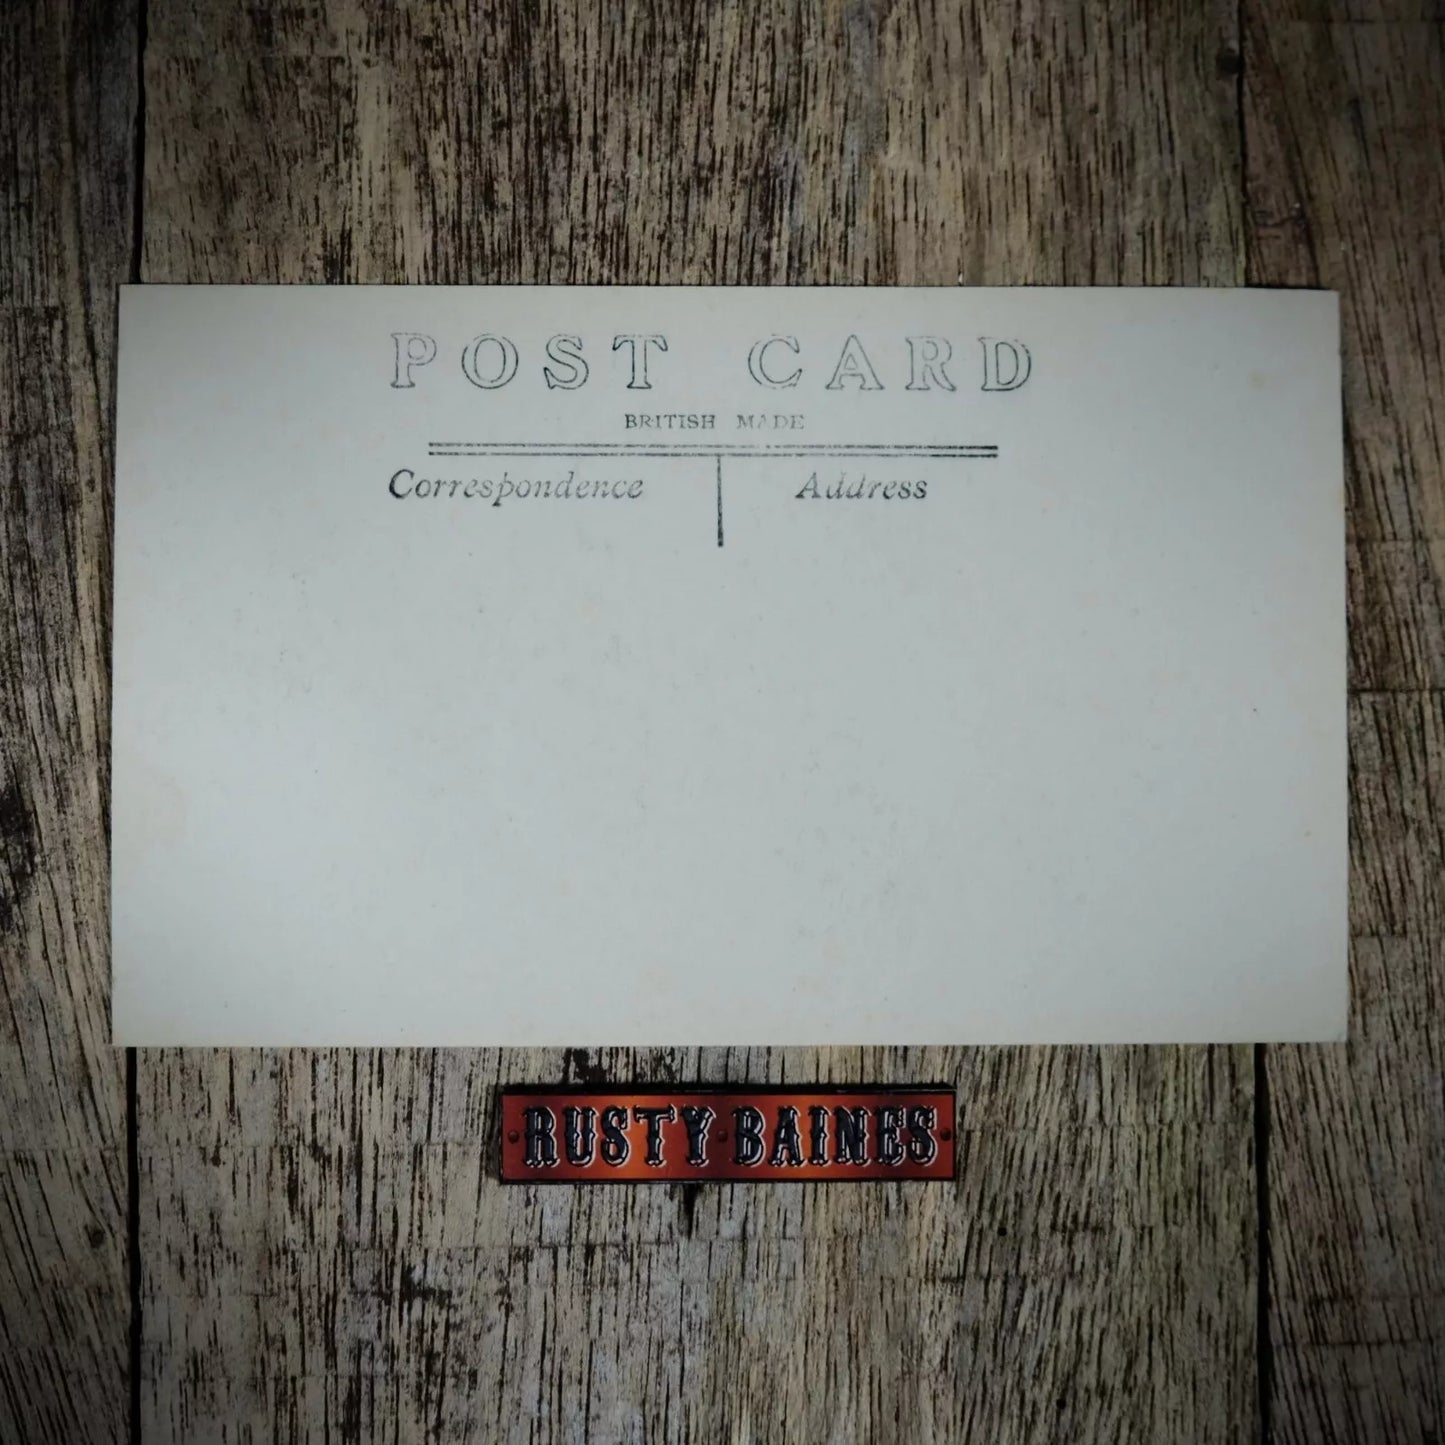 POST CARD
BRITISH MADE
Correspondence
Address
RUSTY BAINES